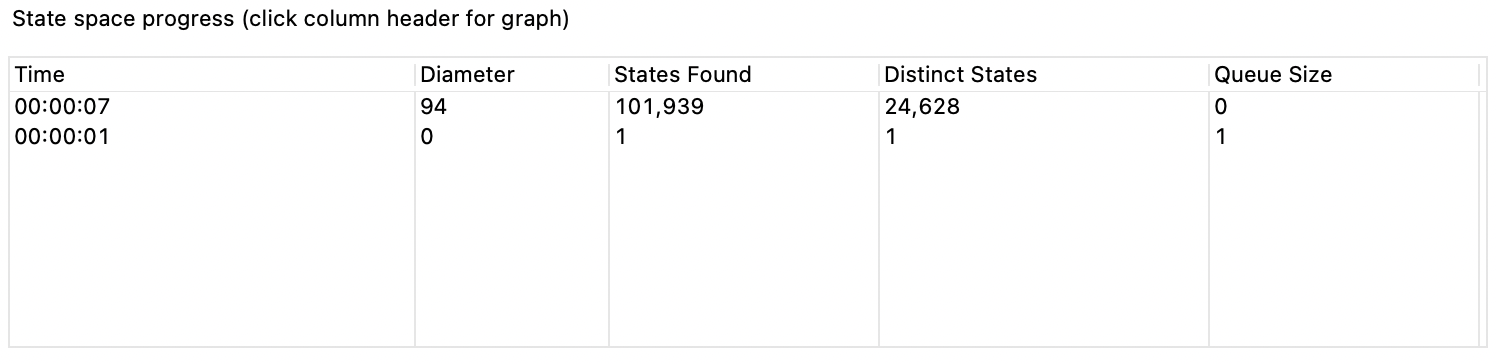 State space progress (click column header for graph)
Time Diameter States Found Distinct States Queue Size
00:00:07 94 101,939 24,628 0
00:00:01 0 1 1 1